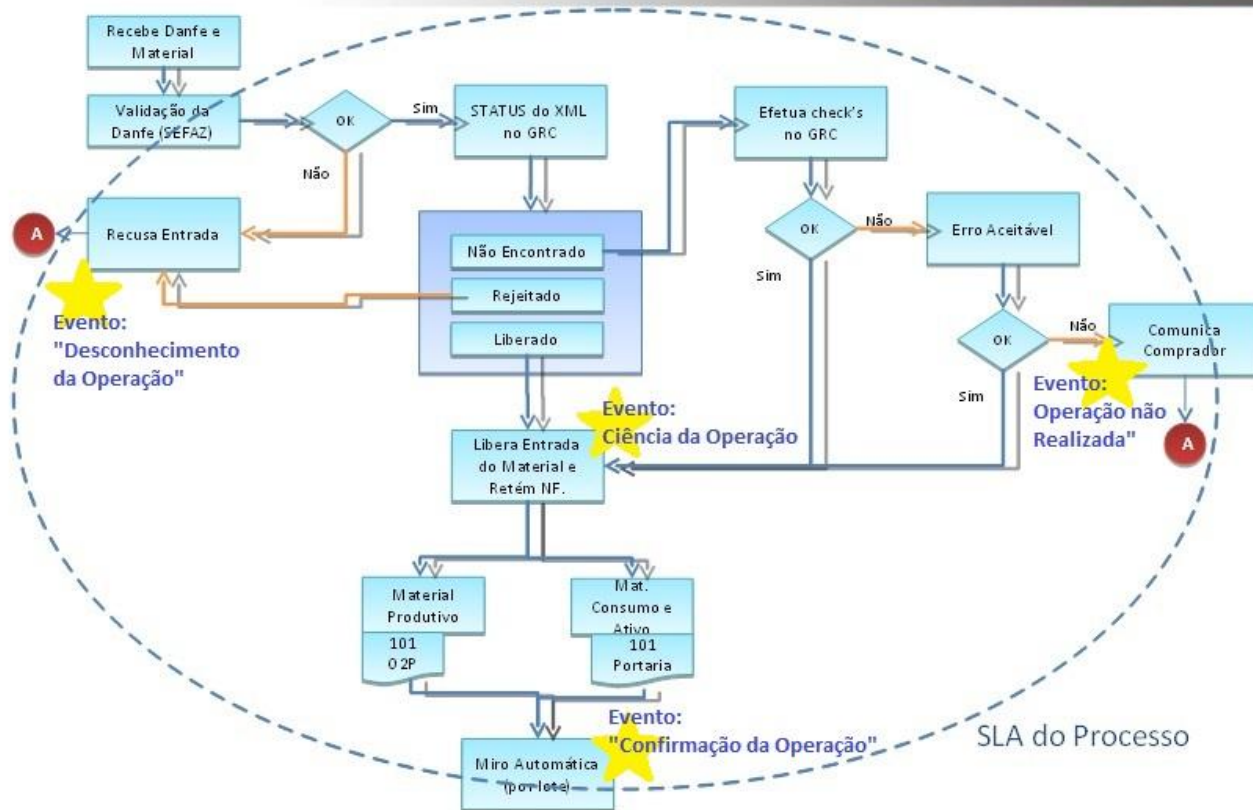 Recebe Danfe e
Material
Validação da
Danfe (SEFAZ)
OK
Sim
Não
STATUS do XML
no GRC
Efetua check's
no GRC
A
Recusa Entrada
Evento:
"Desconhecimento
da Operação"
Não Encontrado
Rejeitado
Liberado
OK
Não
Sim
Erro Aceitável
OK
Não
Sim
Comunica
Comprador
Evento:
Operação não
Realizada"
A
Evento:
Ciência da Operação
Libera Entrada
do Material e
Retém NF.
Material
Produtivo
101
O2P
Mat.
Consumo e
Ativo
101
Portaria
Evento:
"Confirmação da Operação"
Miro Automática
(por lote)
SLA do Processo